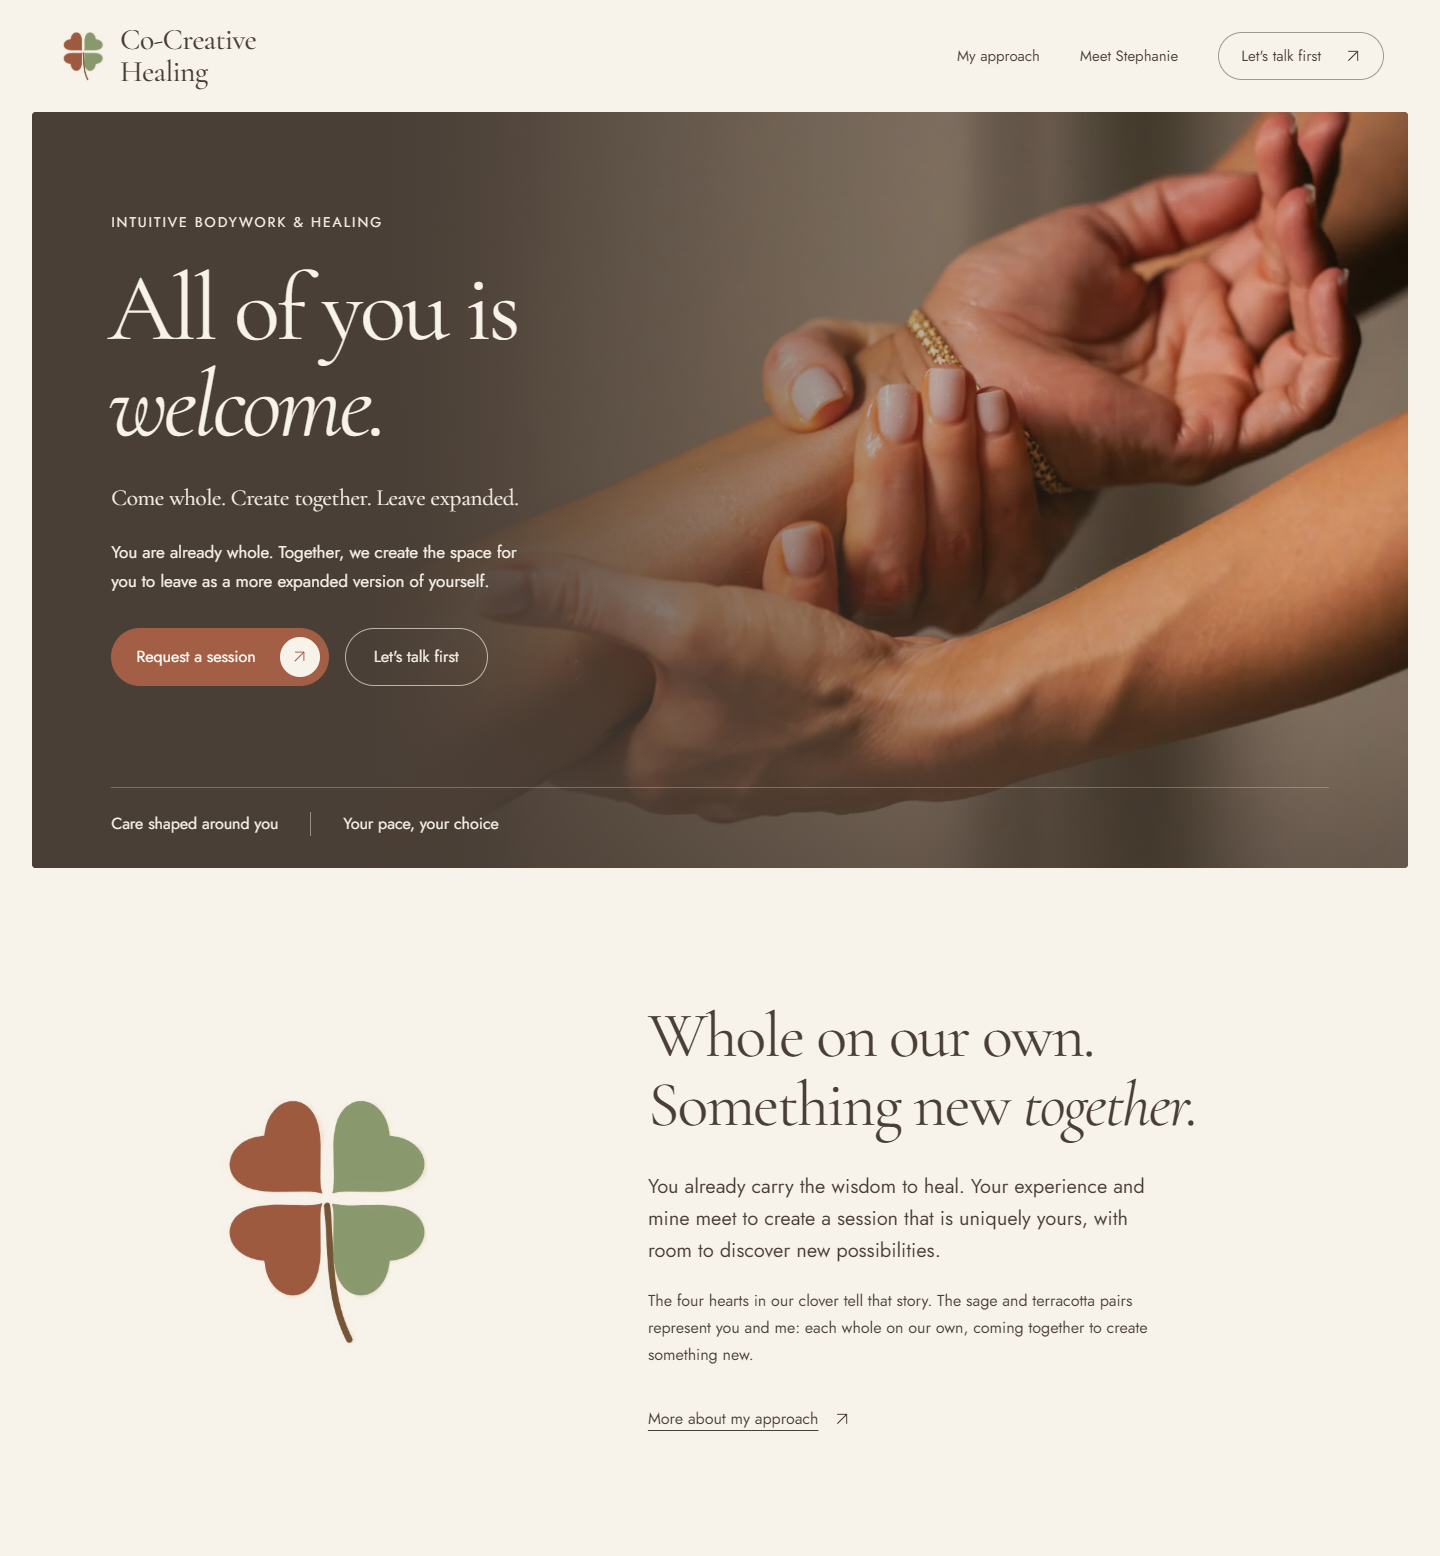 Co-Creative
Healing
My approach
Meet Stephanie
Let's talk first
INTUITIVE BODYWORK & HEALING
All of you is
welcome.
Come whole. Create together. Leave expanded.
You are already whole. Together, we create the space for
you to leave as a more expanded version of yourself.
Request a session
Let's talk first
Care shaped around you
Your pace, your choice
Whole on our own.
Something new together.
You already carry the wisdom to heal. Your experience and
mine meet to create a session that is uniquely yours, with
room to discover new possibilities.
The four hearts in our clover tell that story. The sage and terracotta pairs
represent you and me: each whole on our own, coming together to create
something new.
More about my approach